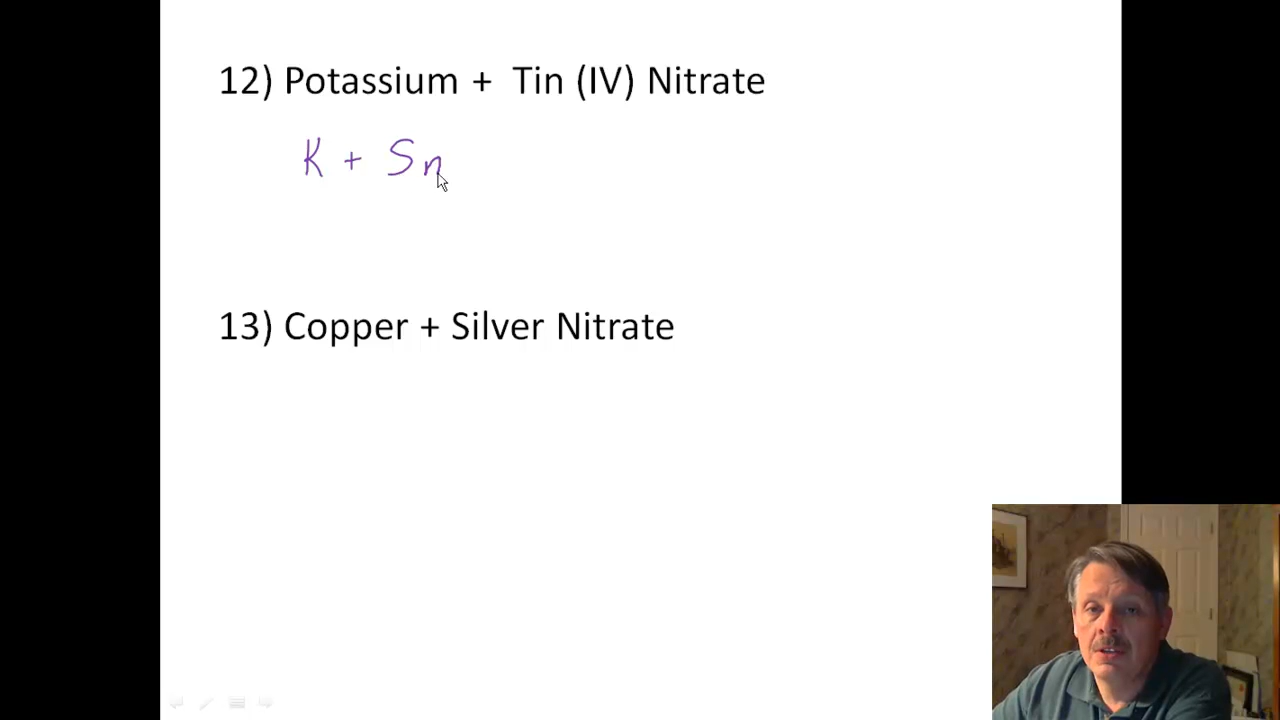 12) Potassium + Tin (IV) Nitrate
K + Sn
13) Copper + Silver Nitrate